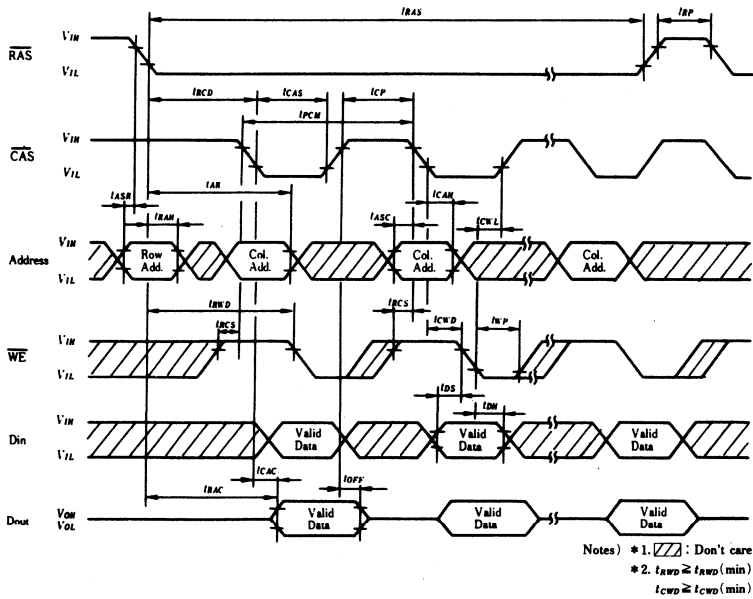 tRAS
tRP
RAS
VIH
VIL
tRCD
tCAS
tCP
tPCM
CAS
VIH
VIL
tAR
tASR
tRAH
tASC
tCAH
tCWL
Address
VIH
VIL
Row Add.
Col. Add.
Col. Add.
Col. Add.
tRWD
tRCS
tRCS
tCWD
tWP
WE
VIH
VIL
tDS
tDH
Din
VIH
VIL
Valid Data
Valid Data
Valid Data
tCAC
tRAC
tOFF
Dout
VOH
VOL
Valid Data
Valid Data
Valid Data
Notes) *1. : Don't care
*2. tRWD ≧ tRWD (min)
tCWD ≧ tCWD (min)